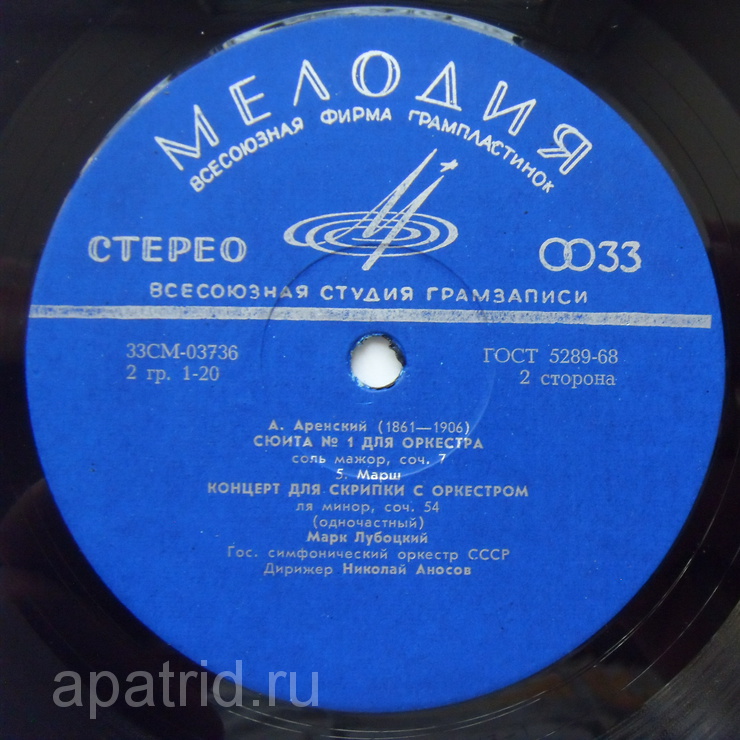 МЕЛОДИЯ
ВСЕСОЮЗНАЯ ФИРМА ГРАМПЛАСТИНОК
СТЕРЕО
33
ВСЕСОЮЗНАЯ СТУДИЯ ГРАМЗАПИСИ
33СМ-03736 ГОСТ 5289-68
2 гр. 1-20 2 сторона
А. Аренский (1861—1906)
СЮИТА № 1 ДЛЯ ОРКЕСТРА
соль мажор, соч. 7
5. Марш
КОНЦЕРТ ДЛЯ СКРИПКИ С ОРКЕСТРОМ
ля минор, соч. 54
(одночастный)
Марк Лубоцкий
Гос. симфонический оркестр СССР
Дирижер Николай Аносов
apatrid.ru